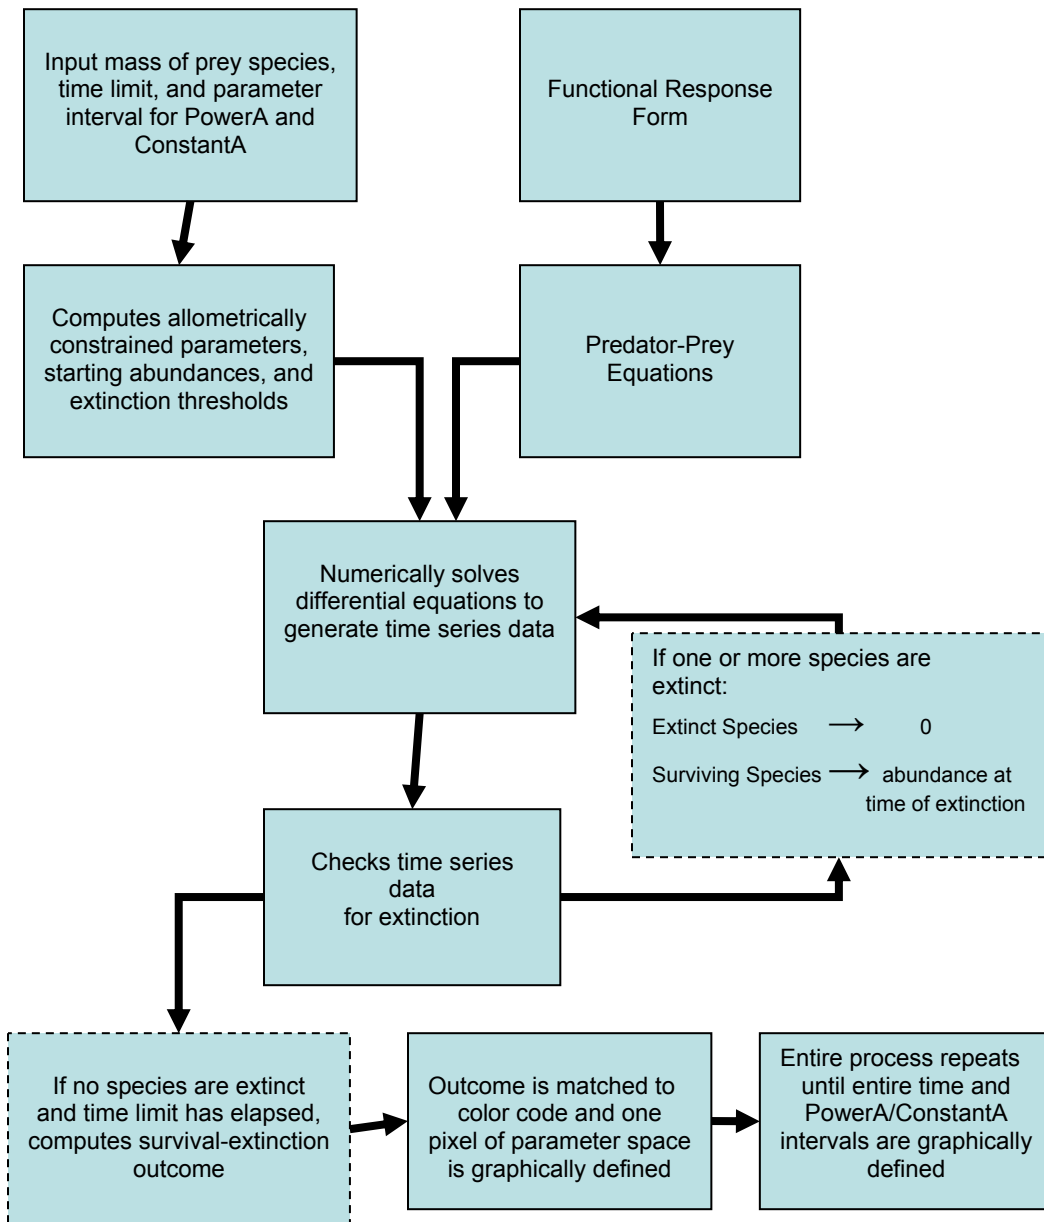 Input mass of prey species,
time limit, and parameter
interval for PowerA and
ConstantA
Functional Response
Form
Computes allometrically
constrained parameters,
starting abundances, and
extinction thresholds
Predator-Prey
Equations
Numerically solves
differential equations to
generate time series data
If one or more species are
extinct:
Extinct Species → 0
Surviving Species → abundance at
time of extinction
Checks time series
data
for extinction
If no species are extinct
and time limit has elapsed,
computes survival-extinction
outcome
Outcome is matched to
color code and one
pixel of parameter space
is graphically defined
Entire process repeats
until entire time and
PowerA/ConstantA
intervals are graphically
defined